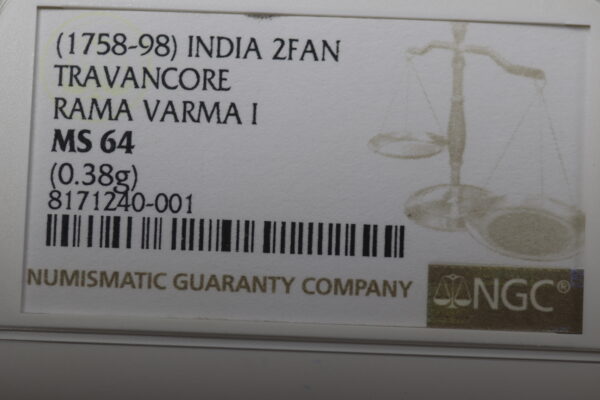 (1758-98) INDIA 2FAN
TRAVANCORE
RAMA VARMA I
MS 64
(0.38g)
8171240-001
NUMISMATIC GUARANTY COMPANY
NGC®